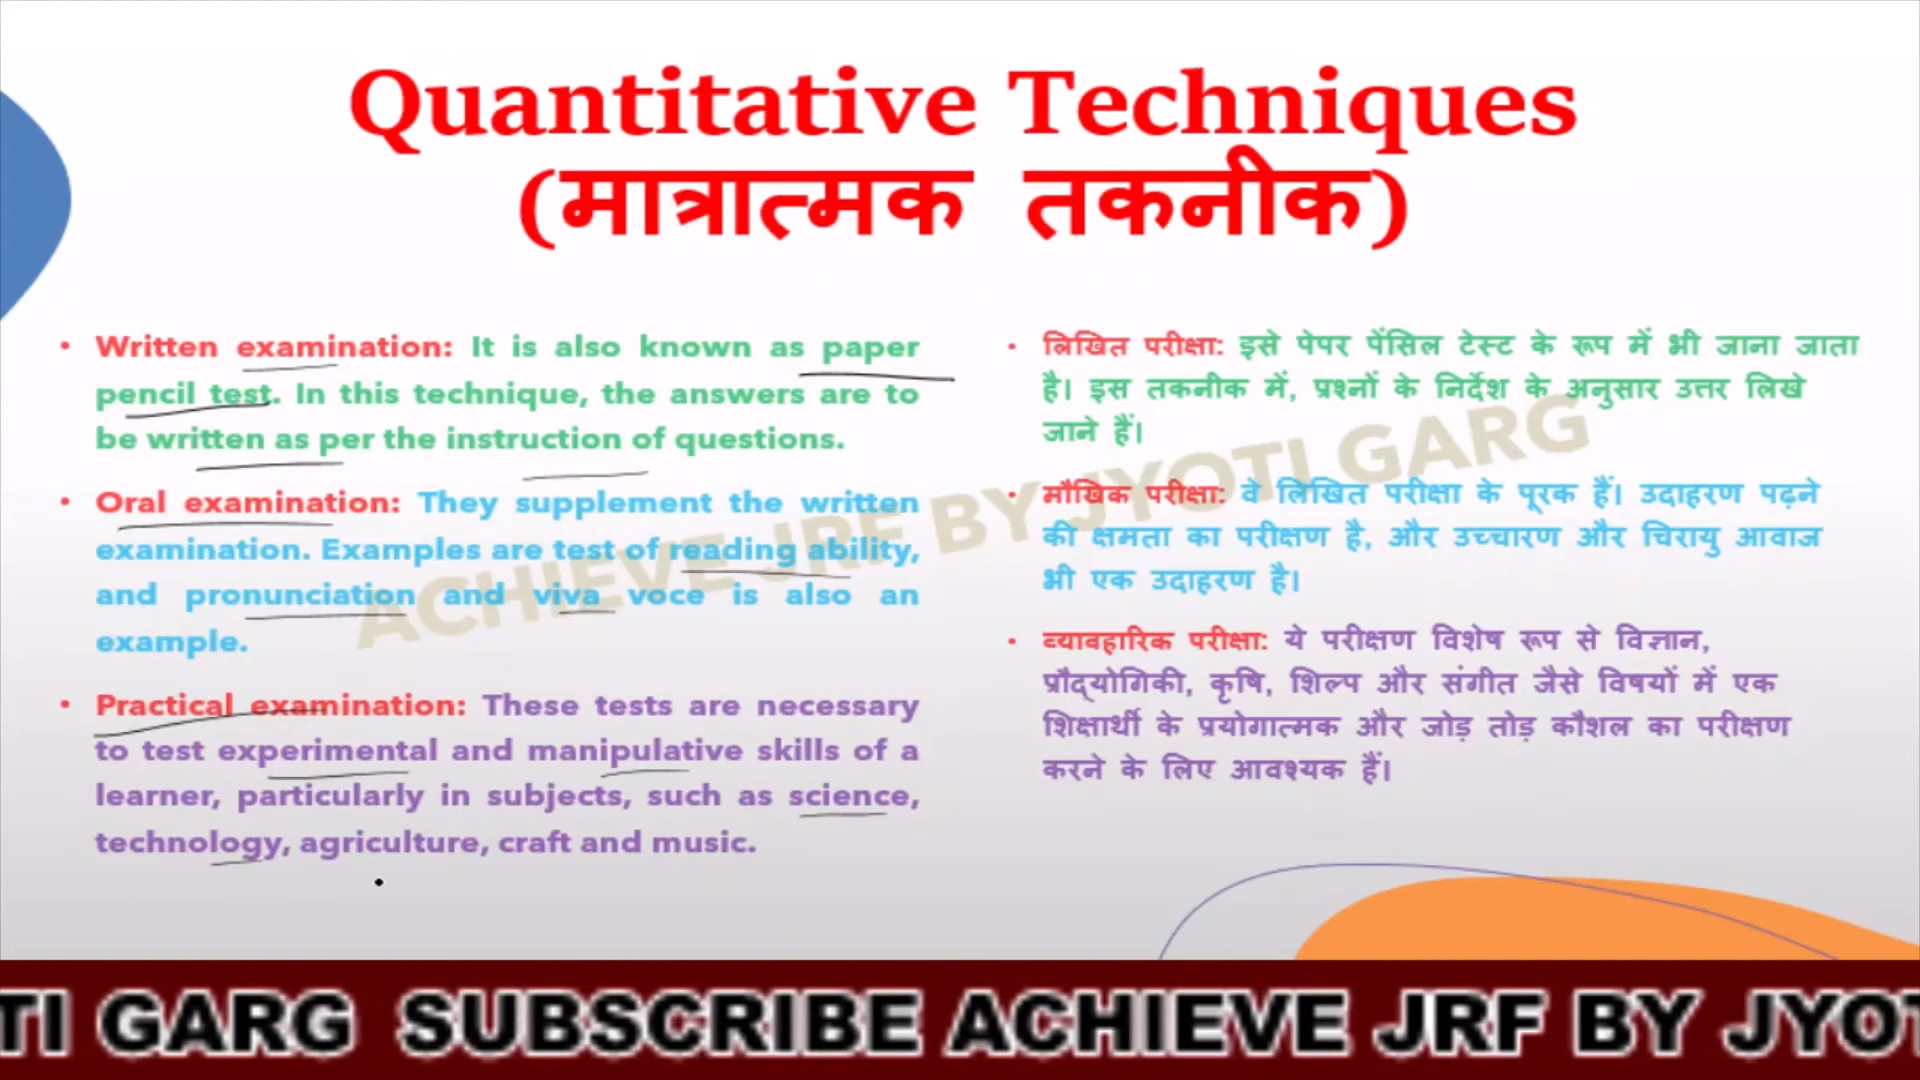 Quantitative Techniques
(मात्रात्मक तकनीक)
• Written examination: It is also known as paper
pencil test. In this technique, the answers are to
be written as per the instruction of questions.
• Oral examination: They supplement the written
examination. Examples are test of reading ability,
and pronunciation and viva voce is also an
example.
• Practical examination: These tests are necessary
to test experimental and manipulative skills of a
learner, particularly in subjects, such as science,
technology, agriculture, craft and music.
• लिखित परीक्षा: इसे पेपर पेंसिल टेस्ट के रूप में भी जाना जाता
है। इस तकनीक में, प्रश्नों के निर्देश के अनुसार उत्तर लिखे
जाने हैं।
• मौखिक परीक्षा: वे लिखित परीक्षा के पूरक हैं। उदाहरण पढ़ने
की क्षमता का परीक्षण है, और उच्चारण और चिरायु आवाज
भी एक उदाहरण है।
• व्यावहारिक परीक्षा: ये परीक्षण विशेष रूप से विज्ञान,
प्रौद्योगिकी, कृषि, शिल्प और संगीत जैसे विषयों में एक
शिक्षार्थी के प्रयोगात्मक और जोड़ तोड़ कौशल का परीक्षण
करने के लिए आवश्यक हैं।
ACHIEVE JRF BY JYOTI GARG
TI GARG SUBSCRIBE ACHIEVE JRF BY JYOT